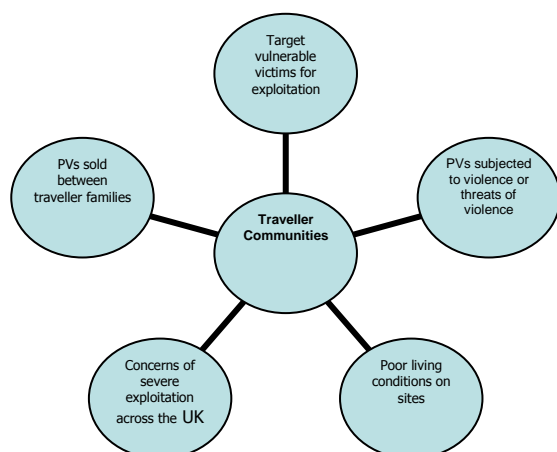 Target
vulnerable
victims for
exploitation
PVs sold
between
traveller families
PVs subjected
to violence or
threats of
violence
Traveller
Communities
Concerns of
severe
exploitation
across the UK
Poor living
conditions on
sites